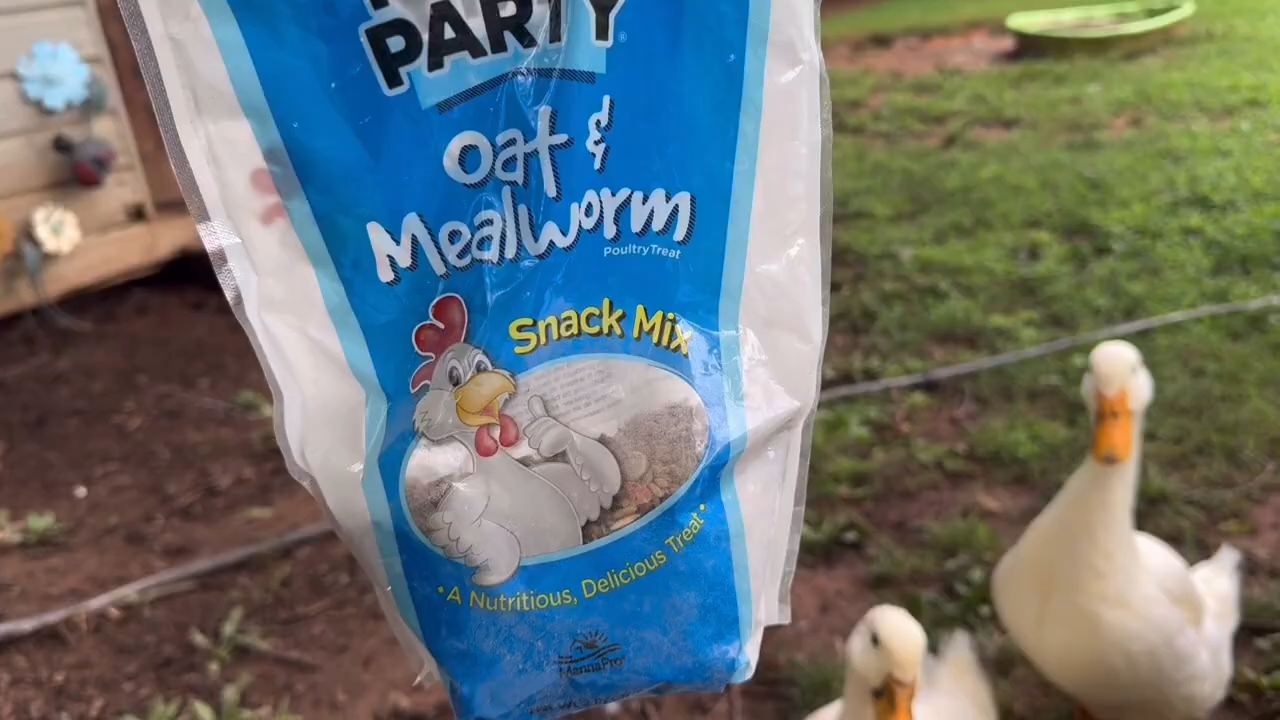 PARTY®
Oat &
Mealworm
Poultry Treat
Snack Mix
• A Nutritious, Delicious Treat •
MannaPro®